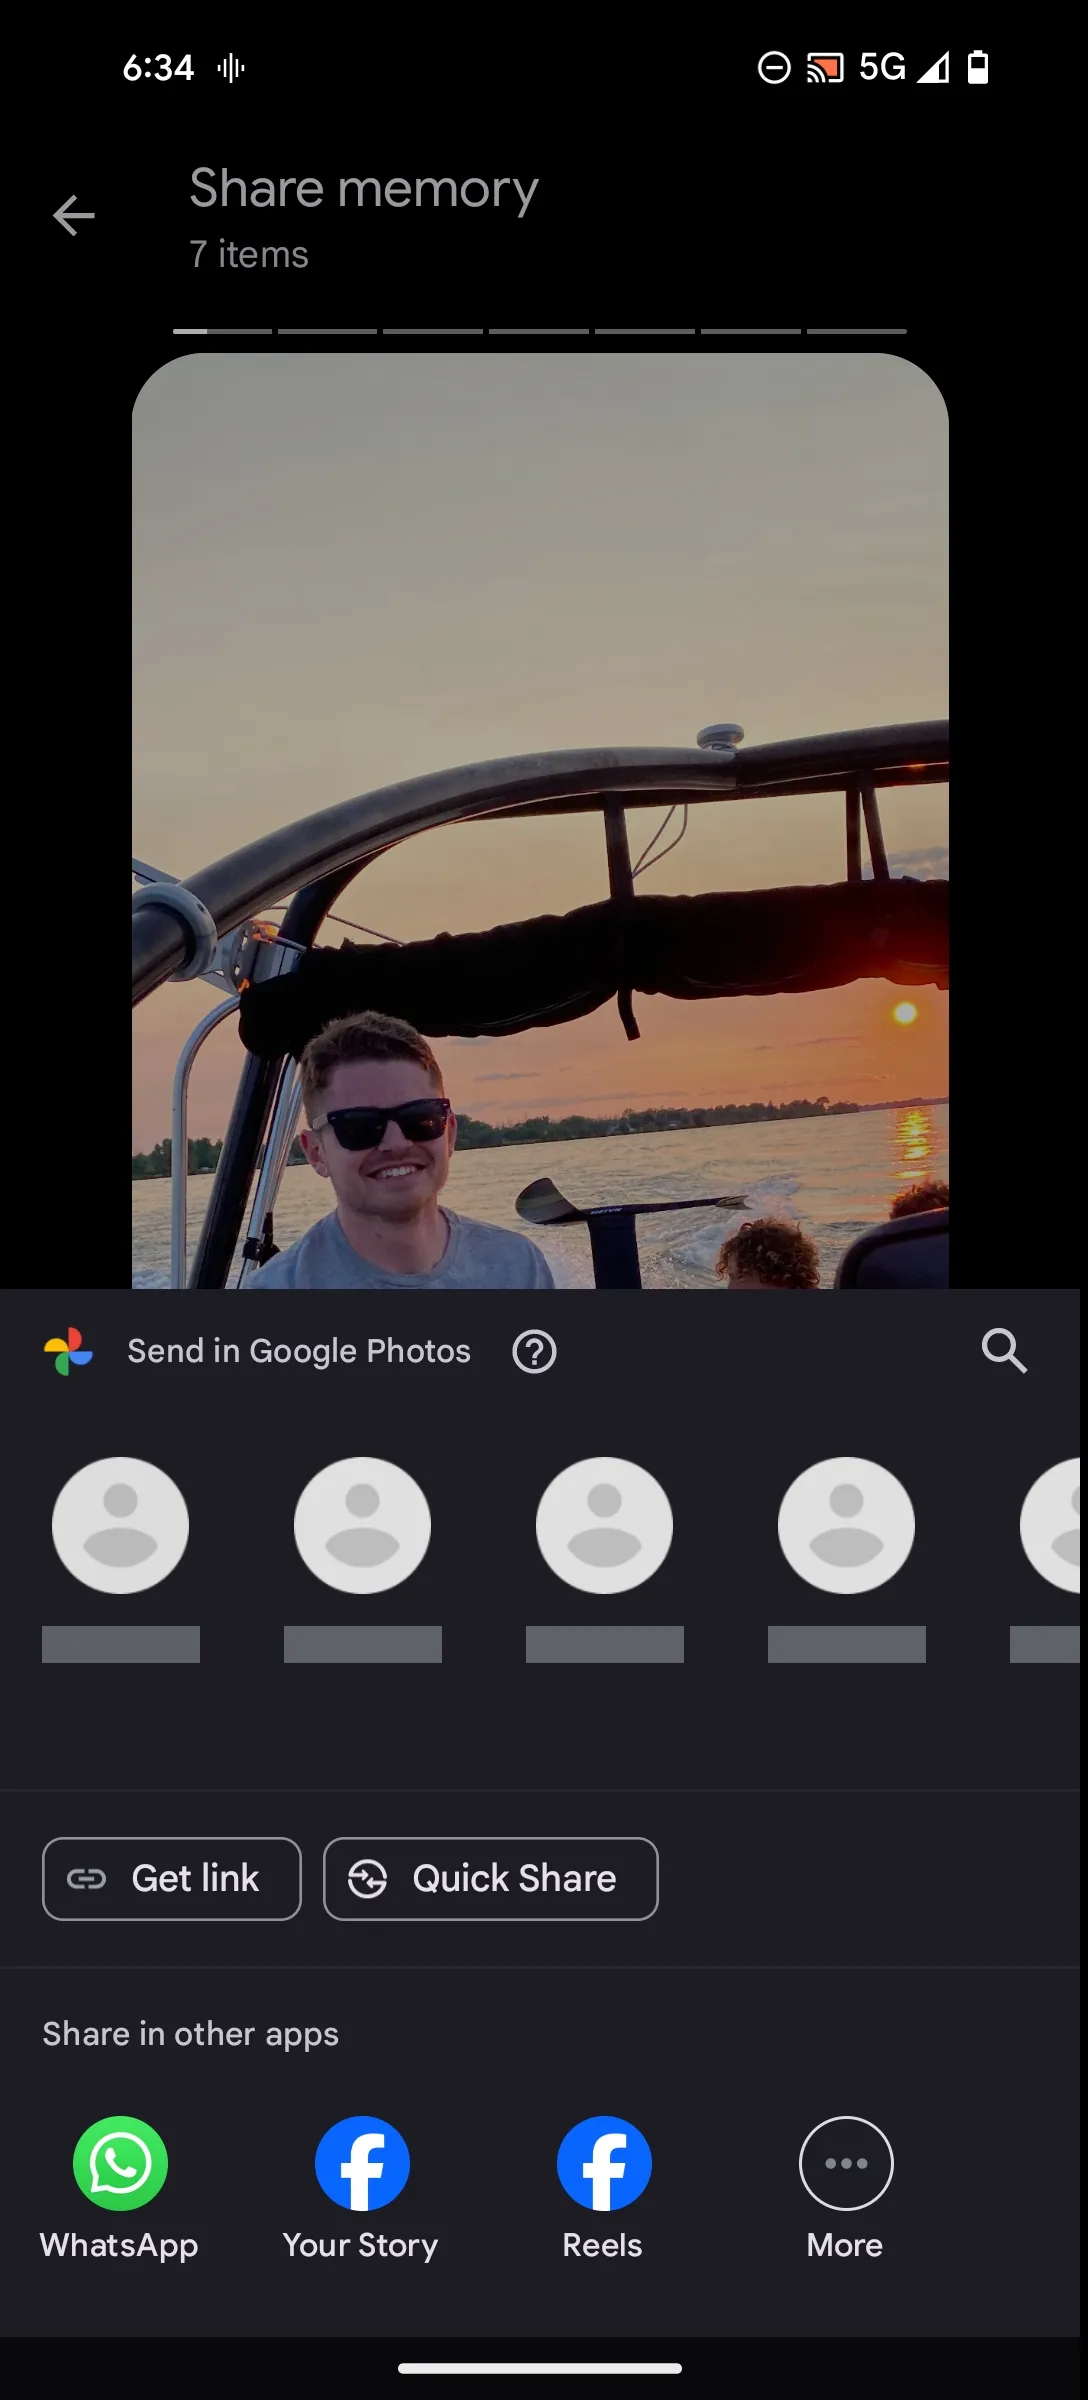 6:34
5G
Share memory
7 items
Send in Google Photos
Get link
Quick Share
Share in other apps
WhatsApp
Your Story
Reels
More